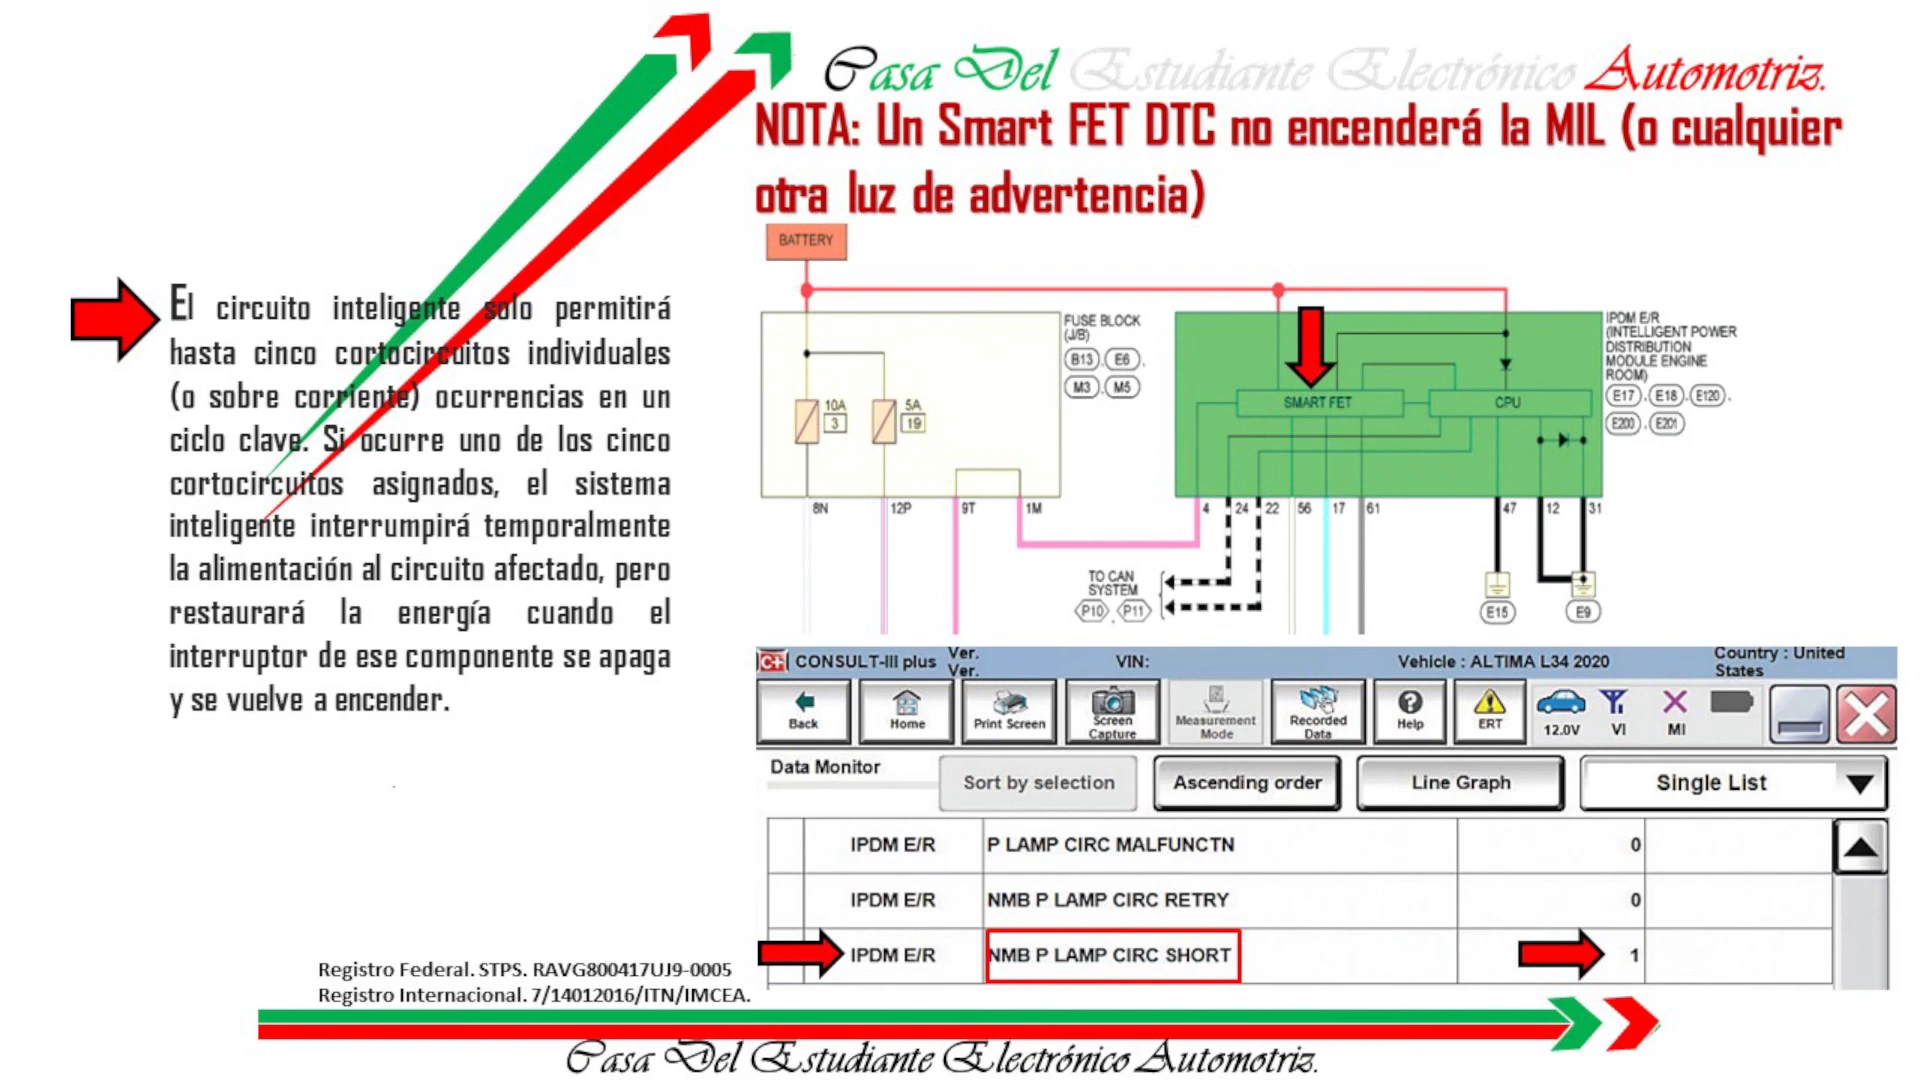 Casa Del Estudiante Electrónico Automotriz.
NOTA: Un Smart FET DTC no encenderá la MIL (o cualquier
otra luz de advertencia)
El circuito inteligente solo permitirá
hasta cinco cortocircuitos individuales
(o sobre corriente) ocurrencias en un
ciclo clave. Si ocurre uno de los cinco
cortocircuitos asignados, el sistema
inteligente interrumpirá temporalmente
la alimentación al circuito afectado, pero
restaurará la energía cuando el
interruptor de ese componente se apaga
y se vuelve a encender.
BATTERY
FUSE BLOCK
(J/B)
B13 , E6 ,
M3 , M5
10A
3
5A
19
8N 12P 9T 1M
SMART FET
CPU
IPDM E/R
(INTELLIGENT POWER
DISTRIBUTION
MODULE ENGINE
ROOM)
E17 , E18 , E120 ,
E200 , E201
4 24 22 56 17 61 47 12 31
TO CAN
SYSTEM
P10 , P11
E15
E9
C+ CONSULT-III plus Ver.
Ver.
VIN:
Vehicle : ALTIMA L34 2020
Country : United
States
Back
Home
Print Screen
Screen
Capture
Measurement
Mode
Recorded
Data
Help
ERT
12.0V
VI
MI
Data Monitor
Sort by selection
Ascending order
Line Graph
Single List
IPDM E/R P LAMP CIRC MALFUNCTN 0
IPDM E/R NMB P LAMP CIRC RETRY 0
IPDM E/R NMB P LAMP CIRC SHORT 1
Registro Federal. STPS. RAVG800417UJ9-0005
Registro Internacional. 7/14012016/ITN/IMCEA.
Casa Del Estudiante Electrónico Automotriz.